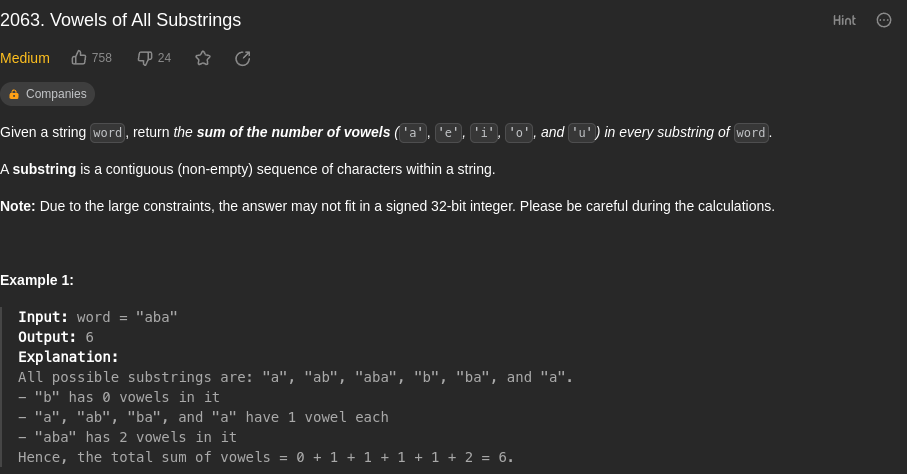 2063. Vowels of All Substrings Hint
Medium 758 24
Companies
Given a string word, return the sum of the number of vowels ('a', 'e', 'i', 'o', and 'u') in every substring of word.
A substring is a contiguous (non-empty) sequence of characters within a string.
Note: Due to the large constraints, the answer may not fit in a signed 32-bit integer. Please be careful during the calculations.
Example 1:
Input: word = "aba"
Output: 6
Explanation:
All possible substrings are: "a", "ab", "aba", "b", "ba", and "a".
- "b" has 0 vowels in it
- "a", "ab", "ba", and "a" have 1 vowel each
- "aba" has 2 vowels in it
Hence, the total sum of vowels = 0 + 1 + 1 + 1 + 1 + 2 = 6.